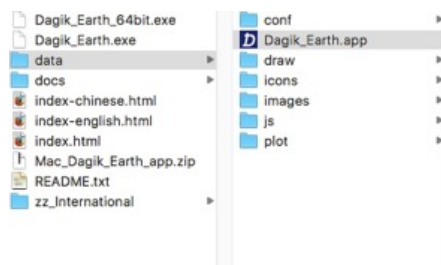 Dagik_Earth_64bit.exe
Dagik_Earth.exe
data
docs
index-chinese.html
index-english.html
index.html
Mac_Dagik_Earth_app.zip
README.txt
zz_International
conf
Dagik_Earth.app
draw
icons
images
js
plot